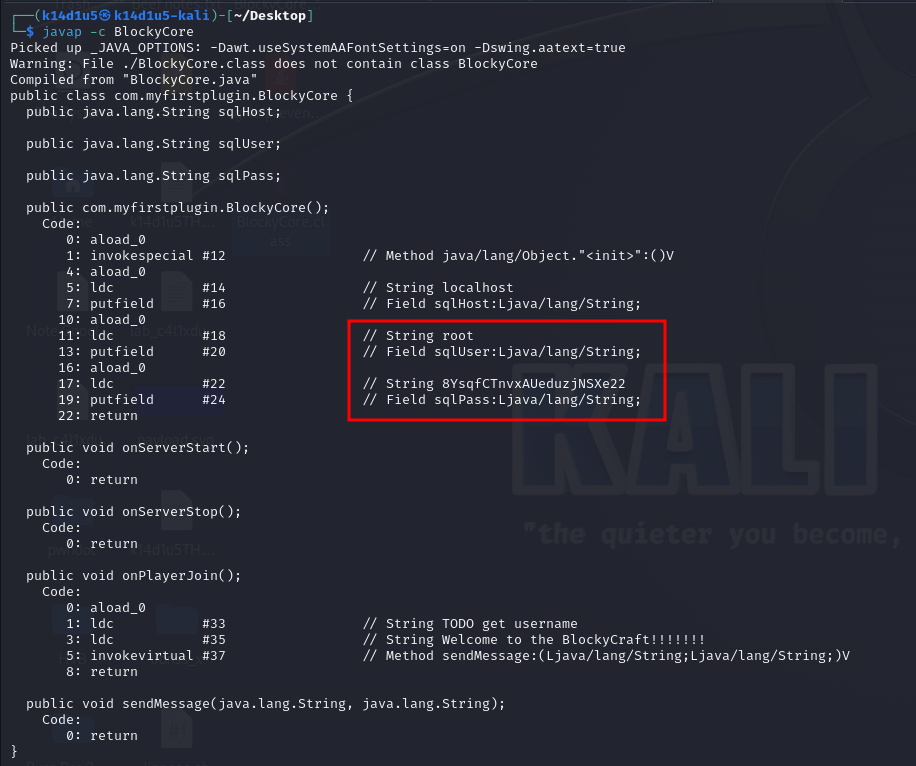 ┌──(k14d1u5㉿k14d1u5-kali)-[~/Desktop]
└─$ javap -c BlockyCore
Picked up _JAVA_OPTIONS: -Dawt.useSystemAAFontSettings=on -Dswing.aatext=true
Warning: File ./BlockyCore.class does not contain class BlockyCore
Compiled from "BlockyCore.java"
public class com.myfirstplugin.BlockyCore {
  public java.lang.String sqlHost;
  public java.lang.String sqlUser;
  public java.lang.String sqlPass;
  public com.myfirstplugin.BlockyCore();
    Code:
       0: aload_0
       1: invokespecial #12                 // Method java/lang/Object."<init>":()V
       4: aload_0
       5: ldc           #14                 // String localhost
       7: putfield      #16                 // Field sqlHost:Ljava/lang/String;
      10: aload_0
      11: ldc           #18                 // String root
      13: putfield      #20                 // Field sqlUser:Ljava/lang/String;
      16: aload_0
      17: ldc           #22                 // String 8YsqfCTnvxAUeduzjNSXe22
      19: putfield      #24                 // Field sqlPass:Ljava/lang/String;
      22: return
  public void onServerStart();
    Code:
       0: return
  public void onServerStop();
    Code:
       0: return
  public void onPlayerJoin();
    Code:
       0: aload_0
       1: ldc           #33                 // String TODO get username
       3: ldc           #35                 // String Welcome to the BlockyCraft!!!!!!!
       5: invokevirtual #37                 // Method sendMessage:(Ljava/lang/String;Ljava/lang/String;)V
       8: return
  public void sendMessage(java.lang.String, java.lang.String);
    Code:
       0: return
}
KALI
"the quieter you become,